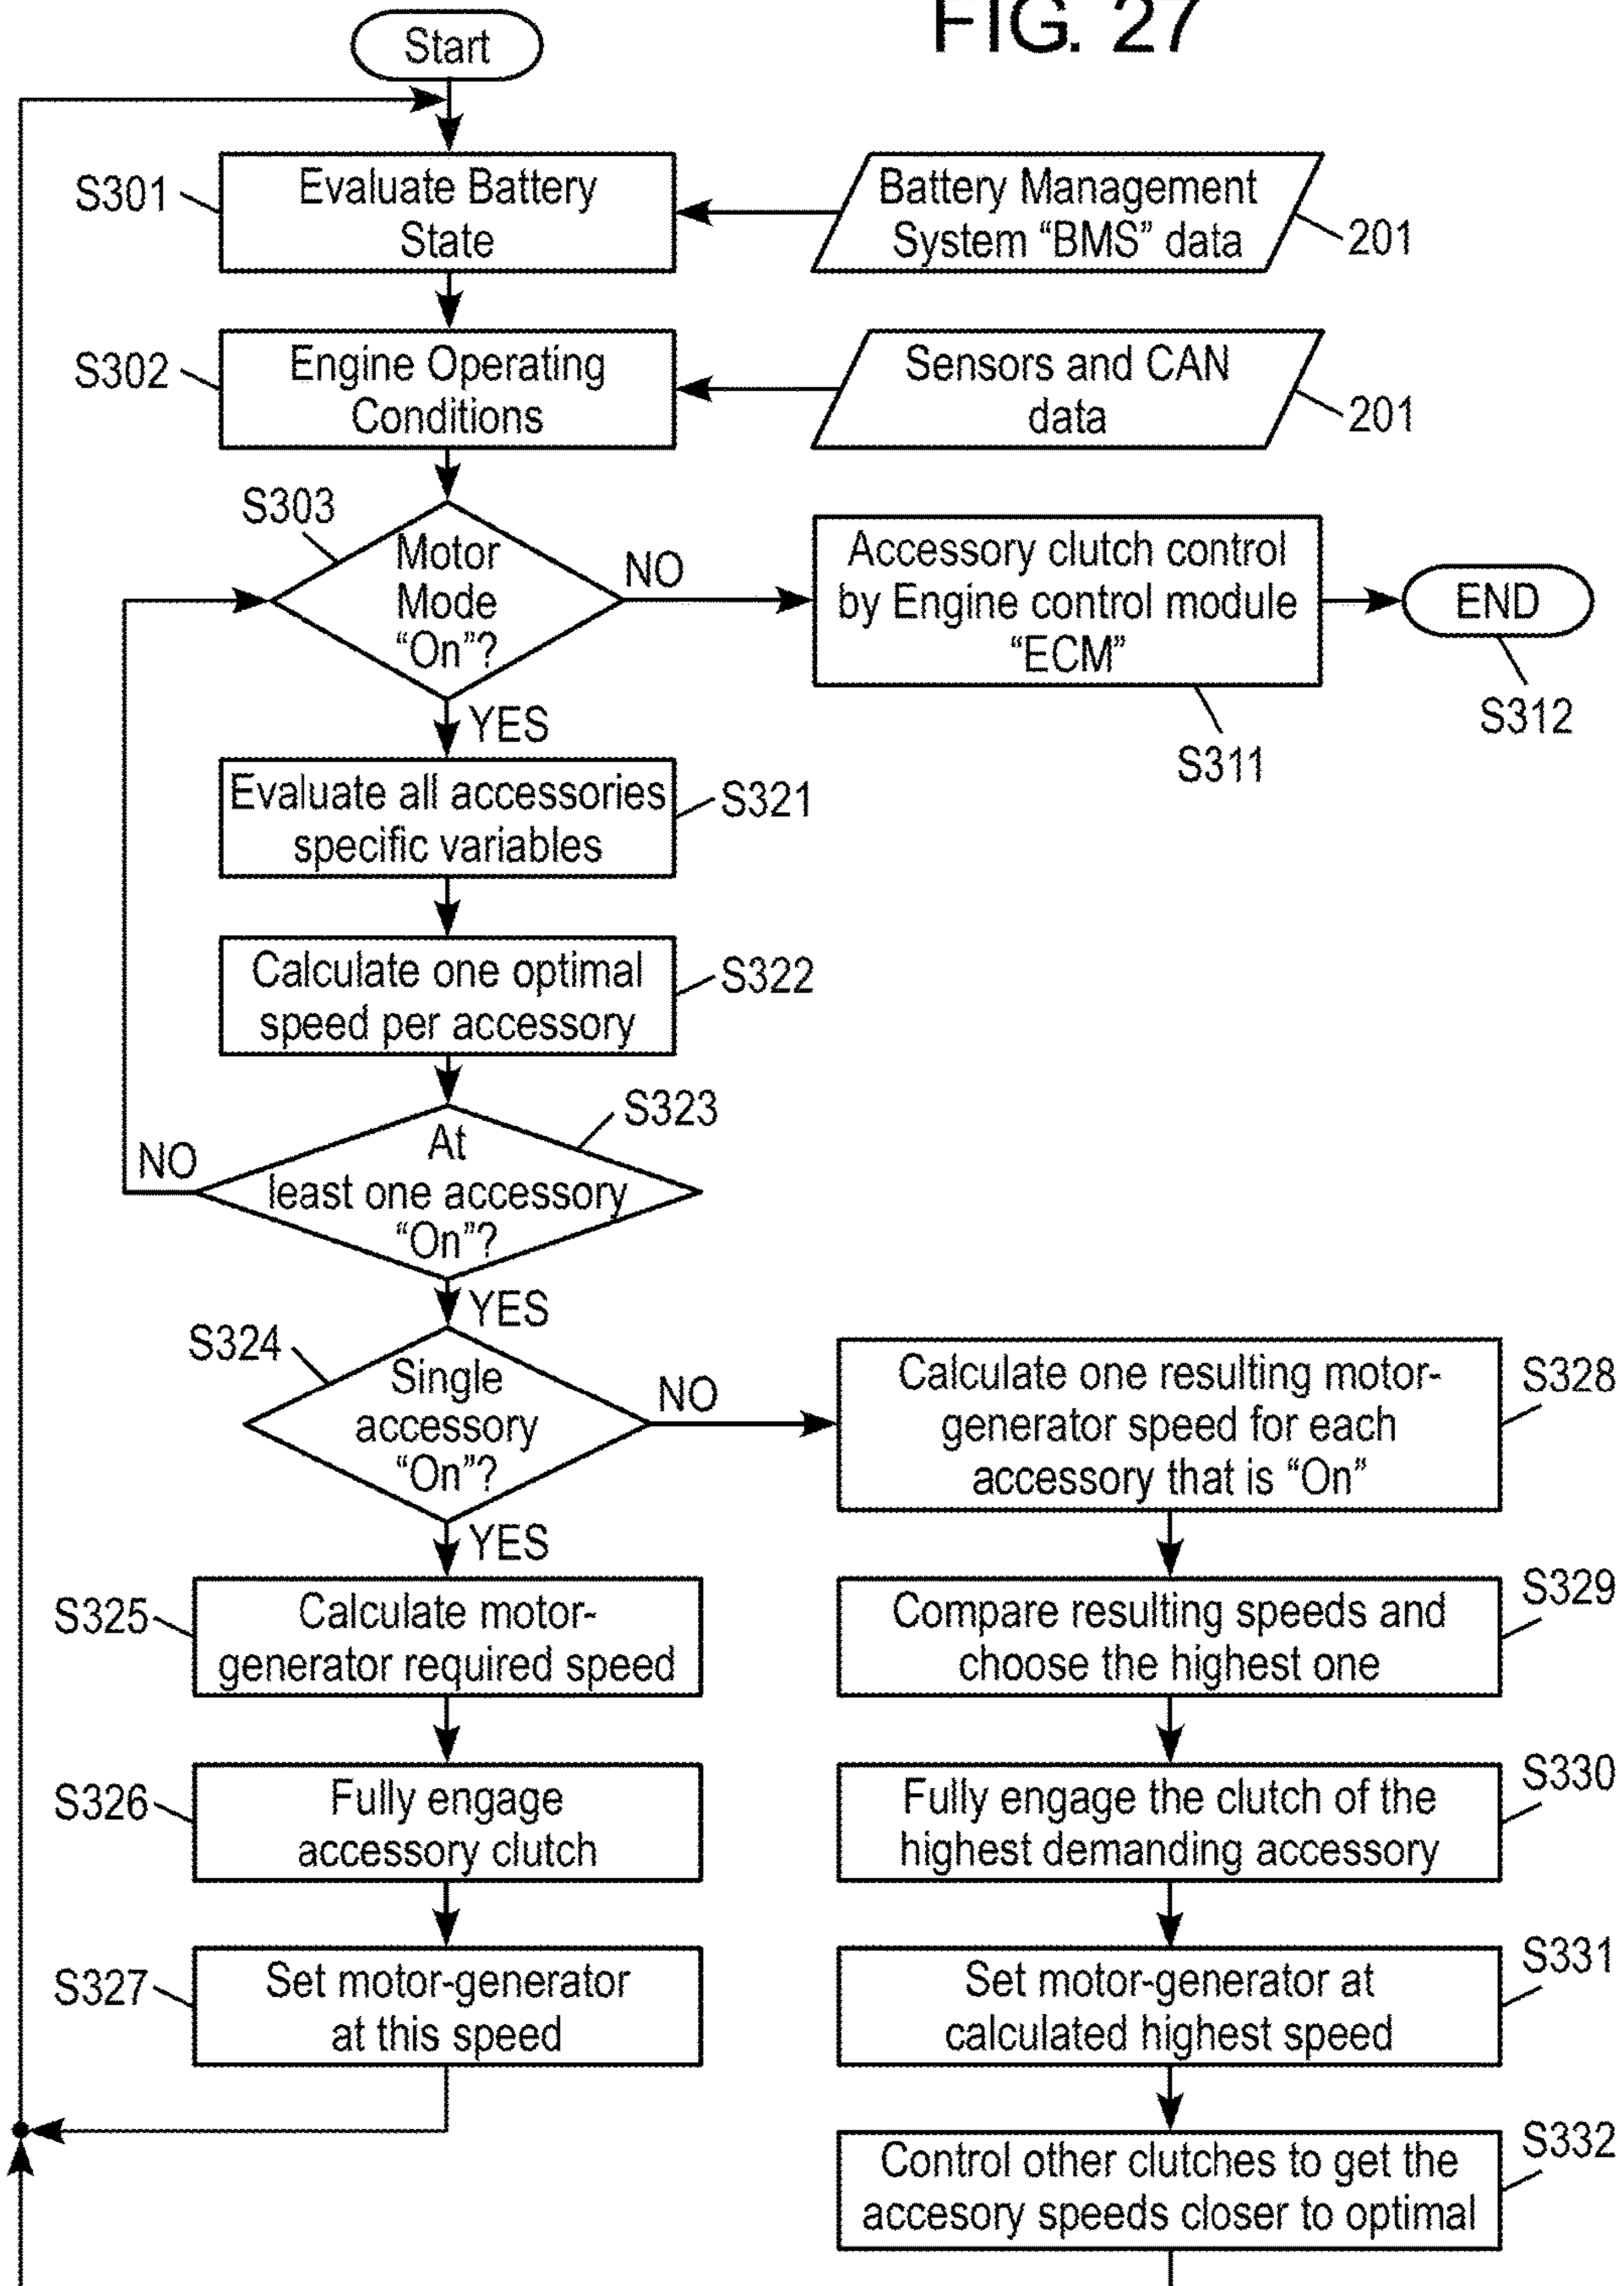 FIG. 27
Start
S301
Evaluate Battery
State
Battery Management
System “BMS” data
201
S302
Engine Operating
Conditions
Sensors and CAN
data
201
S303
Motor
Mode
“On”?
NO
Accessory clutch control
by Engine control module
“ECM”
S311
END
S312
YES
Evaluate all accessories
specific variables
S321
Calculate one optimal
speed per accessory
S322
S323
At
least one accessory
“On”?
NO
YES
S324
Single
accessory
“On”?
NO
YES
Calculate one resulting motor-
generator speed for each
accessory that is “On”
S328
S325
Calculate motor-
generator required speed
Compare resulting speeds and
choose the highest one
S329
S326
Fully engage
accessory clutch
Fully engage the clutch of the
highest demanding accessory
S330
S327
Set motor-generator
at this speed
Set motor-generator at
calculated highest speed
S331
Control other clutches to get the
accesory speeds closer to optimal
S332